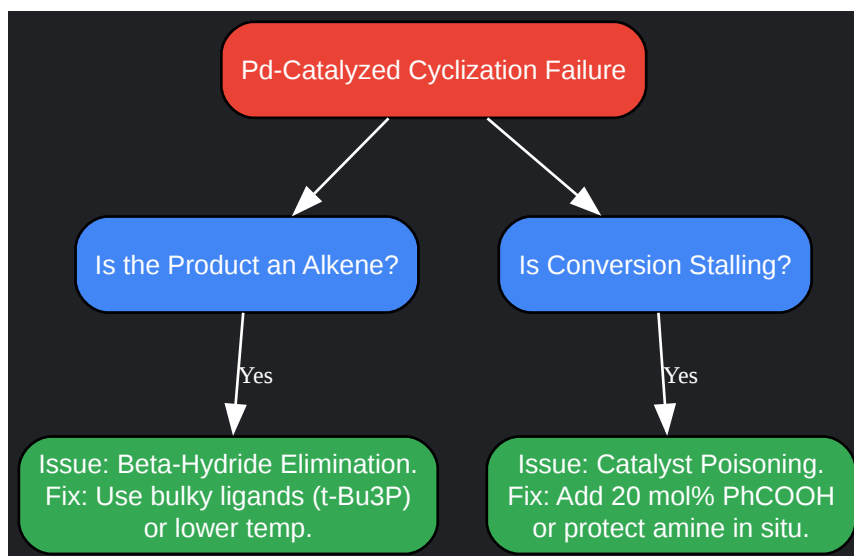 Pd-Catalyzed Cyclization Failure
Is the Product an Alkene?
Is Conversion Stalling?
Yes
Yes
Issue: Beta-Hydride Elimination.
Fix: Use bulky ligands (t-Bu3P)
or lower temp.
Issue: Catalyst Poisoning.
Fix: Add 20 mol% PhCOOH
or protect amine in situ.